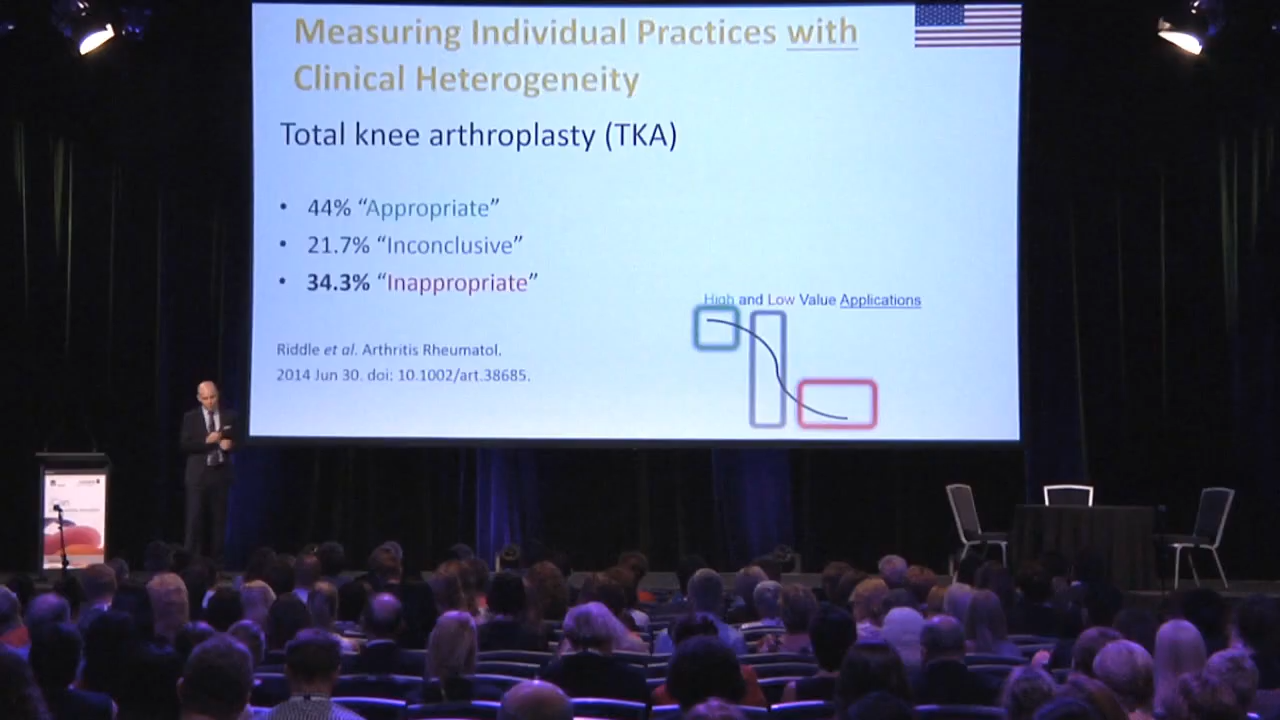 Measuring Individual Practices with
Clinical Heterogeneity
Total knee arthroplasty (TKA)
• 44% “Appropriate”
• 21.7% “Inconclusive”
• 34.3% “Inappropriate”
High and Low Value Applications
Riddle et al. Arthritis Rheumatol.
2014 Jun 30. doi: 10.1002/art.38685.